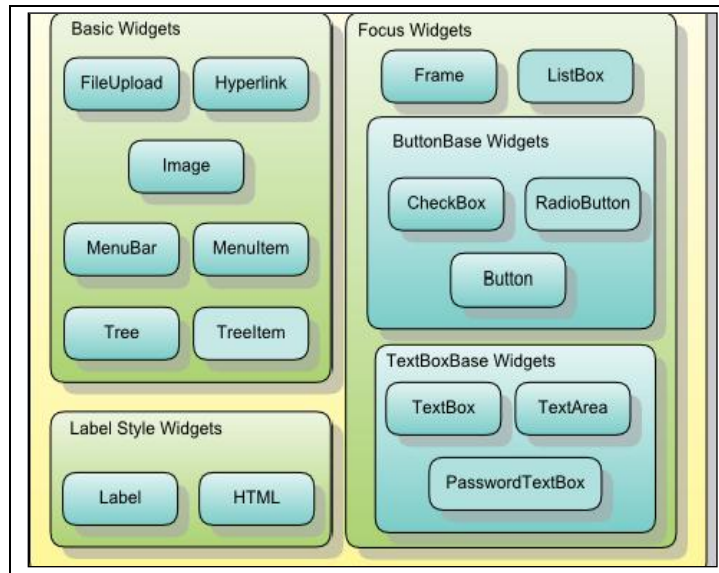 Basic Widgets
FileUpload
Hyperlink
Image
MenuBar
MenuItem
Tree
TreeItem
Label Style Widgets
Label
HTML
Focus Widgets
Frame
ListBox
ButtonBase Widgets
CheckBox
RadioButton
Button
TextBoxBase Widgets
TextBox
TextArea
PasswordTextBox